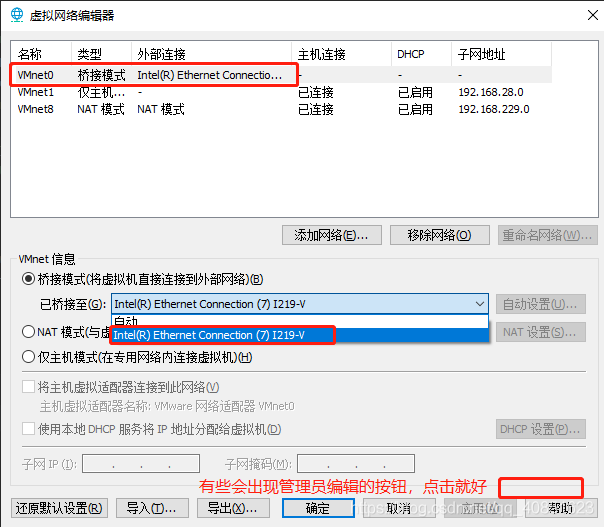 虚拟网络编辑器
名称 类型 外部连接 主机连接 DHCP 子网地址
VMnet0 桥接模式 Intel(R) Ethernet Connectio... - - -
VMnet1 仅主机... - 已连接 已启用 192.168.28.0
VMnet8 NAT 模式 NAT 模式 已连接 已启用 192.168.229.0
添加网络(E)... 移除网络(O) 重命名网络(W)...
VMnet 信息
桥接模式(将虚拟机直接连接到外部网络)(B)
已桥接至(G): Intel(R) Ethernet Connection (7) I219-V 自动设置(U)...
自动
NAT 模式(与虚 Intel(R) Ethernet Connection (7) I219-V NAT 设置(S)...
仅主机模式(在专用网络内连接虚拟机)(H)
将主机虚拟适配器连接到此网络(V)
主机虚拟适配器名称: VMware 网络适配器 VMnet0
使用本地 DHCP 服务将 IP 地址分配给虚拟机(D) DHCP 设置(P)...
子网 IP (I): . . . 子网掩码(M): . . .
有些会出现管理员编辑的按钮，点击就好
还原默认设置(R) 导入(T)... 导出(X)... 确定 取消 应用(A) 帮助